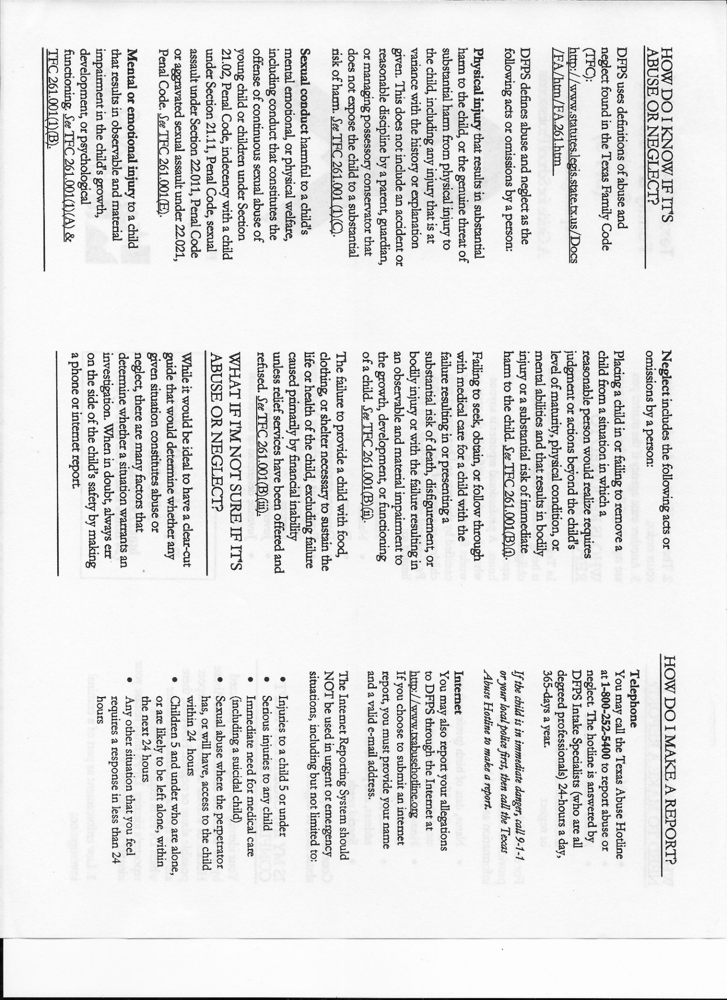 HOW DO I KNOW IF IT'S
ABUSE OR NEGLECT?
DFPS uses definitions of abuse and
neglect found in the Texas Family Code
(TFC):
http://www.statutes.legis.state.tx.us/Docs
/FA/htm/FA.261.htm
DFPS defines abuse and neglect as the
following acts or omissions by a person:
Physical injury that results in substantial
harm to the child, or the genuine threat of
substantial harm from physical injury to
the child, including any injury that is at
variance with the history or explanation
given. This does not include an accident or
reasonable discipline by a parent, guardian,
or managing possessory conservator that
does not expose the child to a substantial
risk of harm. See TFC 261.001 (1)(C).
Sexual conduct harmful to a child's
mental emotional, or physical welfare,
including conduct that constitutes the
offense of continuous sexual abuse of
young child or children under Section
21.02, Penal Code, indecency with a child
under Section 21.11, Penal Code, sexual
assault under Section 22.011, Penal Code
or aggravated sexual assault under 22.021,
Penal Code. See TFC 261.001(E).
Mental or emotional injury to a child
that results in observable and material
impairment in the child's growth,
development, or psychological
functioning. See TFC 261.001(1)(A) &
TFC 261.001(1)(B).
Neglect includes the following acts or
omissions by a person:
Placing a child in or failing to remove a
child from a situation in which a
reasonable person would realize requires
judgment or actions beyond the child's
level of maturity, physical condition, or
mental abilities and that results in bodily
injury or a substantial risk of immediate
harm to the child. See TFC 261.001(B)(i).
Failing to seek, obtain, or follow through
with medical care for a child with the
failure resulting in or presenting a
substantial risk of death, disfigurement, or
bodily injury or with the failure resulting in
an observable and material impairment to
the growth, development, or functioning
of a child. See TFC 261.001(B)(ii).
The failure to provide a child with food,
clothing, or shelter necessary to sustain the
life or health of the child, excluding failure
caused primarily by financial inability
unless relief services have been offered and
refused. See TFC 261.001(B)(iii).
WHAT IF I'M NOT SURE IF IT'S
ABUSE OR NEGLECT?
While it would be ideal to have a clear-cut
guide that would determine whether any
given situation constitutes abuse or
neglect, there are many factors that
determine whether a situation warrants an
investigation. When in doubt, always err
on the side of the child's safety by making
a phone or internet report.
HOW DO I MAKE A REPORT?
Telephone
You may call the Texas Abuse Hotline
at 1-800-252-5400 to report abuse or
neglect. The hotline is answered by
DFPS Intake Specialists (who are all
degreed professionals) 24-hours a day,
365-days a year.
If the child is in immediate danger, call 9-1-1
or your local police first, then call the Texas
Abuse Hotline to make a report.
Internet
You may also report your allegations
to DFPS through the Internet at
http://www.txabusehotline.org
If you choose to submit an internet
report, you must provide your name
and a valid e-mail address.
The Internet Reporting System should
NOT be used in urgent or emergency
situations, including but not limited to:
• Injuries to a child 5 or under
• Serious injuries to any child
• Immediate need for medical care
(including a suicidal child)
• Sexual abuse where the perpetrator
has, or will have, access to the child
within 24 hours
• Children 5 and under who are alone,
or are likely to be left alone, within
the next 24 hours
• Any other situation that you feel
requires a response in less than 24
hours